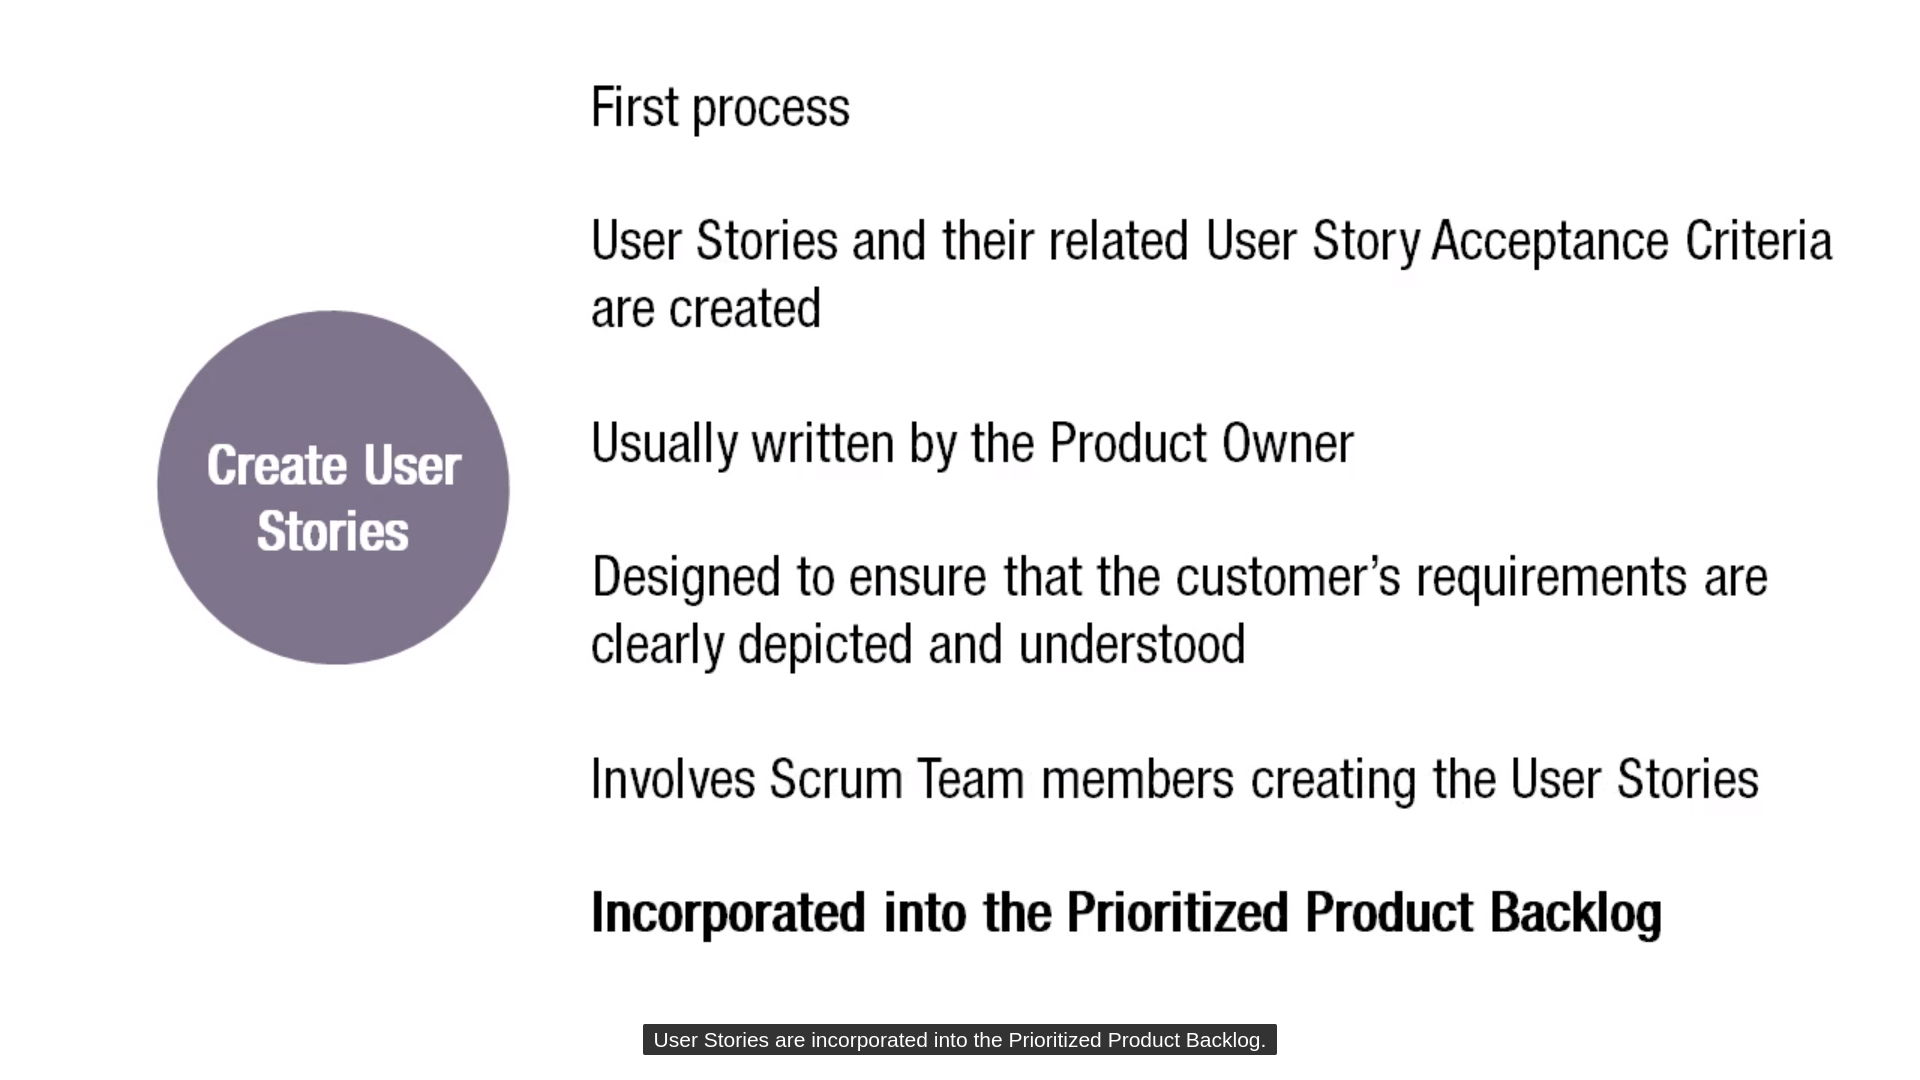 First process
User Stories and their related User Story Acceptance Criteria
are created
Create User
Stories
Usually written by the Product Owner
Designed to ensure that the customer’s requirements are
clearly depicted and understood
Involves Scrum Team members creating the User Stories
Incorporated into the Prioritized Product Backlog
User Stories are incorporated into the Prioritized Product Backlog.